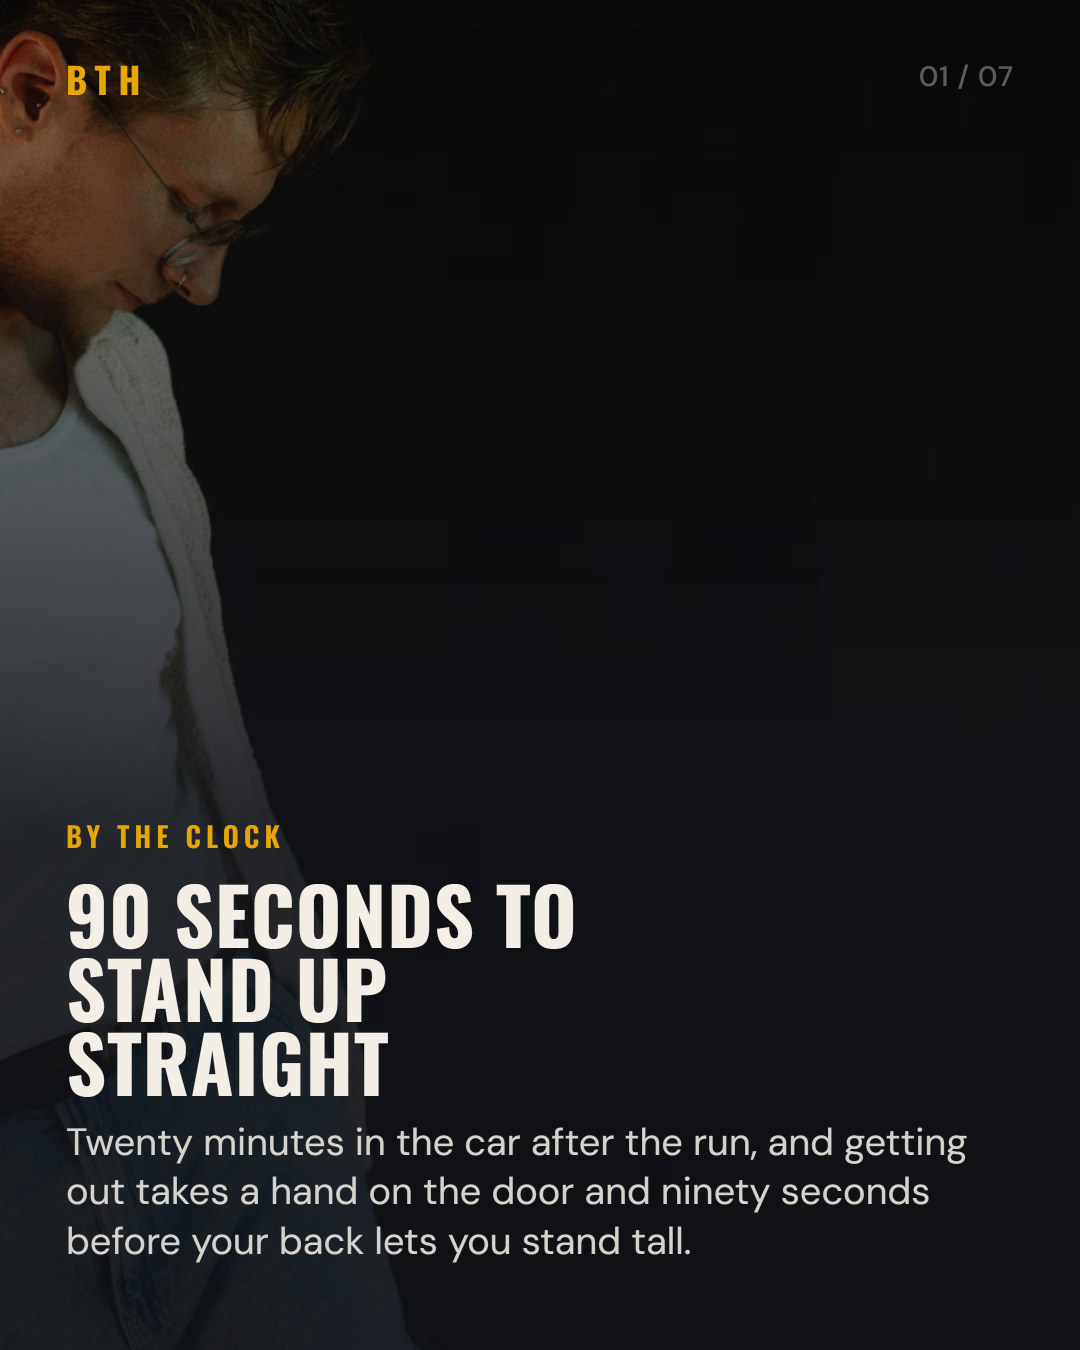 BTH
01 / 07
BY THE CLOCK
90 SECONDS TO
STAND UP
STRAIGHT
Twenty minutes in the car after the run, and getting
out takes a hand on the door and ninety seconds
before your back lets you stand tall.